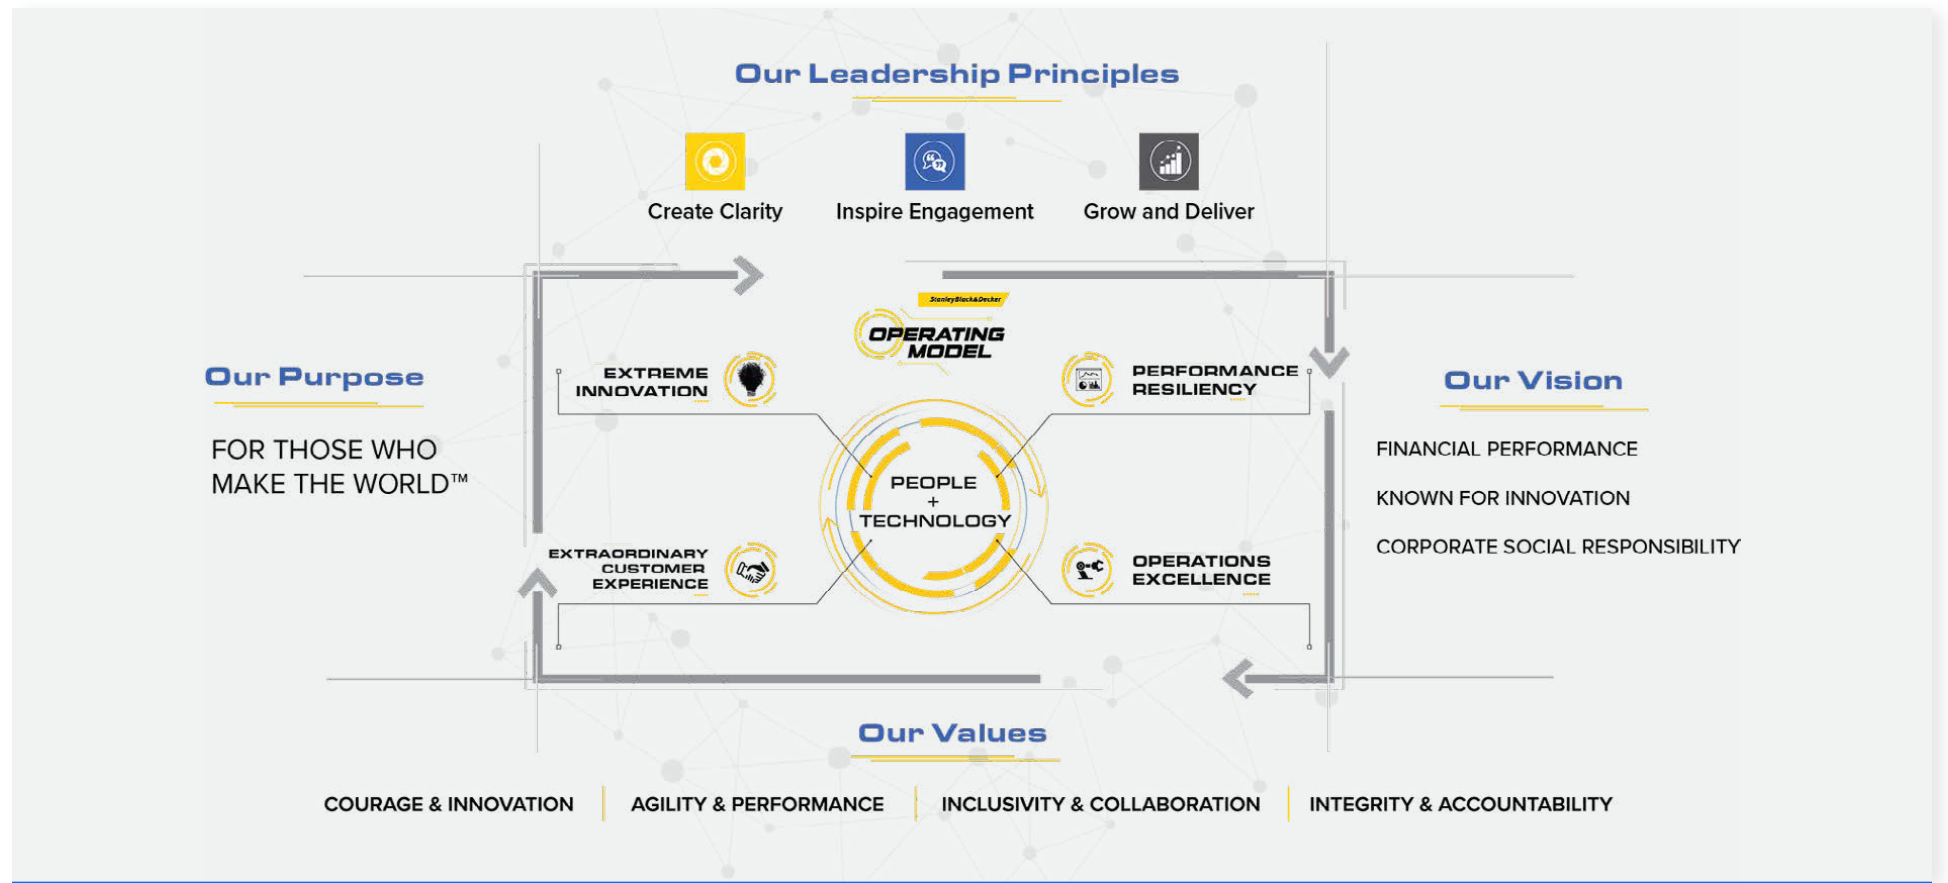 Our Leadership Principles
Create Clarity
Inspire Engagement
Grow and Deliver
StanleyBlack&Decker
OPERATING
MODEL
Our Purpose
FOR THOSE WHO
MAKE THE WORLD™
EXTREME
INNOVATION
PERFORMANCE
RESILIENCY
PEOPLE
+
TECHNOLOGY
EXTRAORDINARY
CUSTOMER
EXPERIENCE
OPERATIONS
EXCELLENCE
Our Vision
FINANCIAL PERFORMANCE
KNOWN FOR INNOVATION
CORPORATE SOCIAL RESPONSIBILITY
Our Values
COURAGE & INNOVATION
AGILITY & PERFORMANCE
INCLUSIVITY & COLLABORATION
INTEGRITY & ACCOUNTABILITY